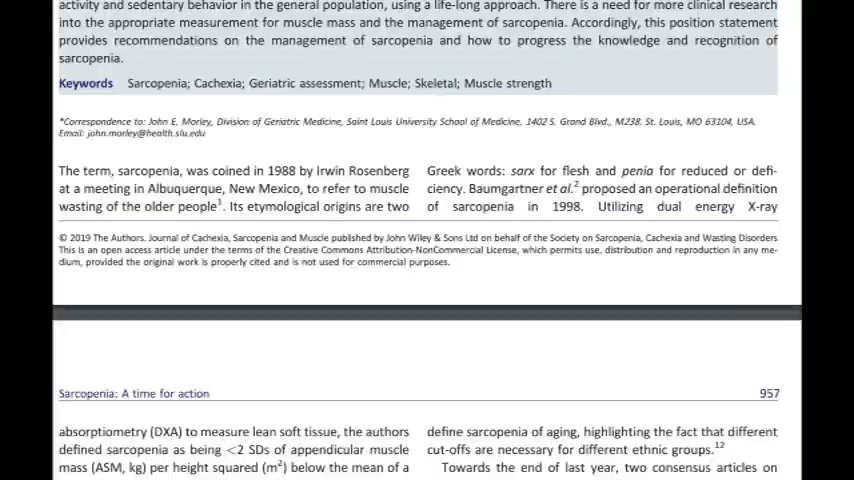 activity and sedentary behavior in the general population, using a life-long approach. There is a need for more clinical research
into the appropriate measurement for muscle mass and the management of sarcopenia. Accordingly, this position statement
provides recommendations on the management of sarcopenia and how to progress the knowledge and recognition of
sarcopenia.
Keywords Sarcopenia; Cachexia; Geriatric assessment; Muscle; Skeletal; Muscle strength
*Correspondence to: John E. Morley, Division of Geriatric Medicine, Saint Louis University School of Medicine, 1402 S. Grand Blvd., M238. St. Louis, MO 63104, USA.
Email: john.morley@health.slu.edu
The term, sarcopenia, was coined in 1988 by Irwin Rosenberg
at a meeting in Albuquerque, New Mexico, to refer to muscle
wasting of the older people¹. Its etymological origins are two
Greek words: sarx for flesh and penia for reduced or defi-
ciency. Baumgartner et al.² proposed an operational definition
of sarcopenia in 1998. Utilizing dual energy X-ray
© 2019 The Authors. Journal of Cachexia, Sarcopenia and Muscle published by John Wiley & Sons Ltd on behalf of the Society on Sarcopenia, Cachexia and Wasting Disorders
This is an open access article under the terms of the Creative Commons Attribution-NonCommercial License, which permits use, distribution and reproduction in any me-
dium, provided the original work is properly cited and is not used for commercial purposes.
Sarcopenia: A time for action 957
absorptiometry (DXA) to measure lean soft tissue, the authors
defined sarcopenia as being <2 SDs of appendicular muscle
mass (ASM, kg) per height squared (m²) below the mean of a
define sarcopenia of aging, highlighting the fact that different
cut-offs are necessary for different ethnic groups.¹²
Towards the end of last year, two consensus articles on